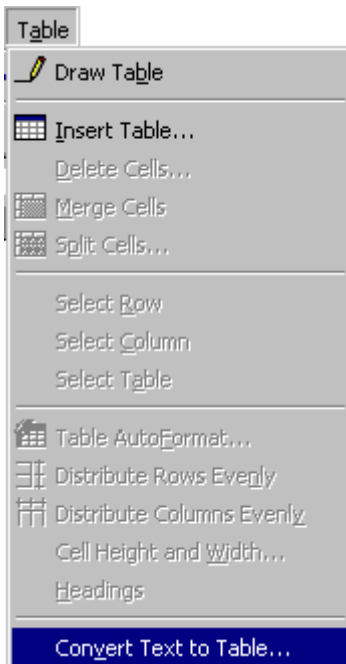 Table
Draw Table
Insert Table...
Delete Cells...
Merge Cells
Split Cells...
Select Row
Select Column
Select Table
Table AutoFormat...
Distribute Rows Evenly
Distribute Columns Evenly
Cell Height and Width...
Headings
Convert Text to Table...